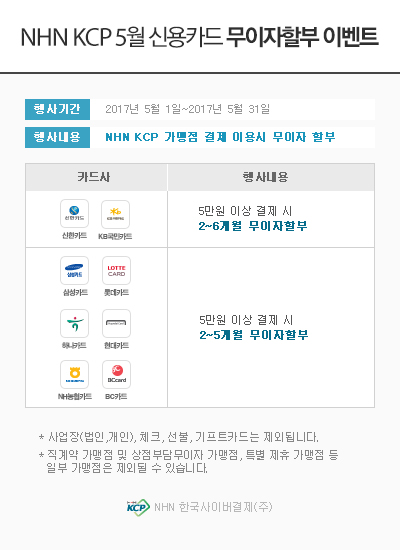 NHN KCP 5월 신용카드 무이자할부 이벤트
행사기간 2017년 5월 1일~2017년 5월 31일
행사내용 NHN KCP 가맹점 결제 이용시 무이자 할부
카드사 행사내용
신한카드
신한카드 KB국민카드
5만원 이상 결제 시
2~6개월 무이자할부
삼성카드 LOTTE CARD
삼성카드 롯데카드
하나카드 현대카드
BC card
NH농협카드 BC카드
5만원 이상 결제 시
2~5개월 무이자할부
* 사업장(법인,개인), 체크, 선불, 기프트카드는 제외됩니다.
* 직계약 가맹점 및 상점부담무이자 가맹점, 특별 제휴 가맹점 등
일부 가맹점은 제외될 수 있습니다.
KCP NHN 한국사이버결제(주)